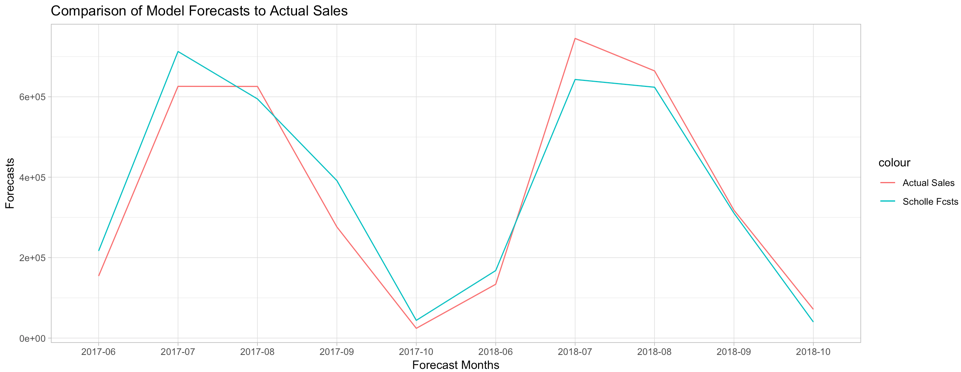 Comparison of Model Forecasts to Actual Sales
Forecasts
6e+05
4e+05
2e+05
0e+00
2017-06 2017-07 2017-08 2017-09 2017-10 2018-06 2018-07 2018-08 2018-09 2018-10
Forecast Months
colour
Actual Sales
Scholle Fcsts